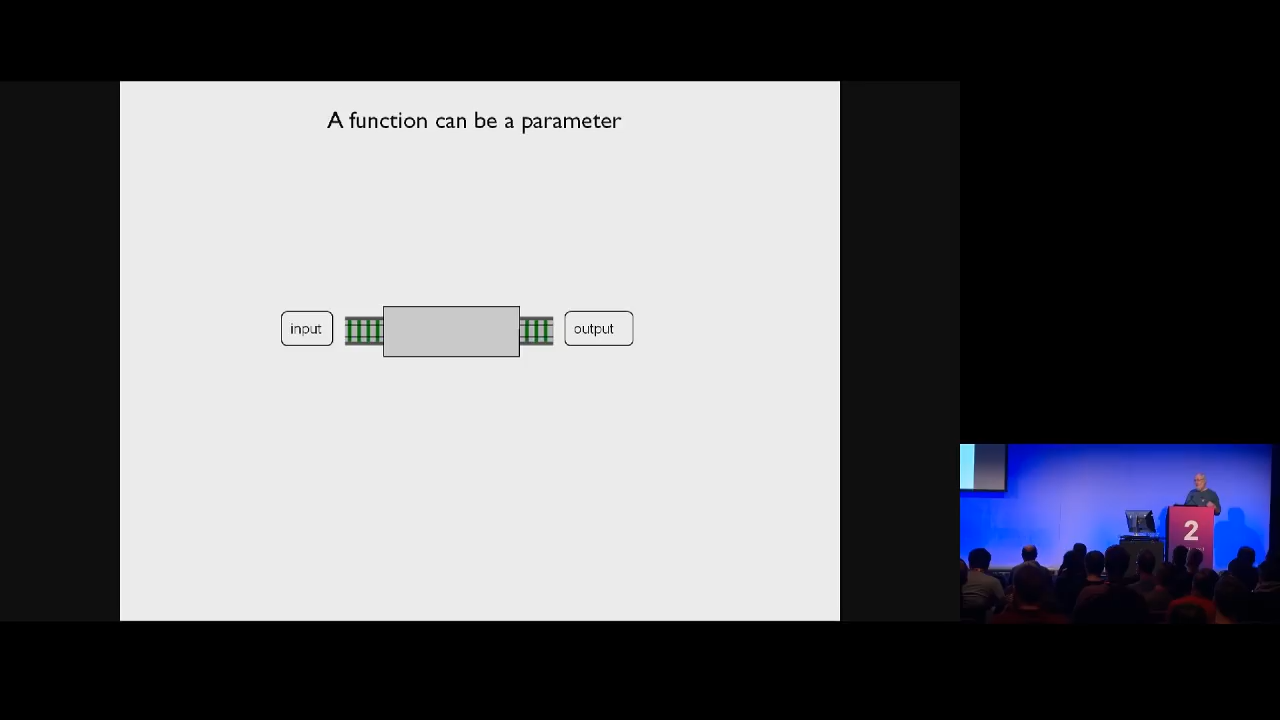 A function can be a parameter
input
output
2